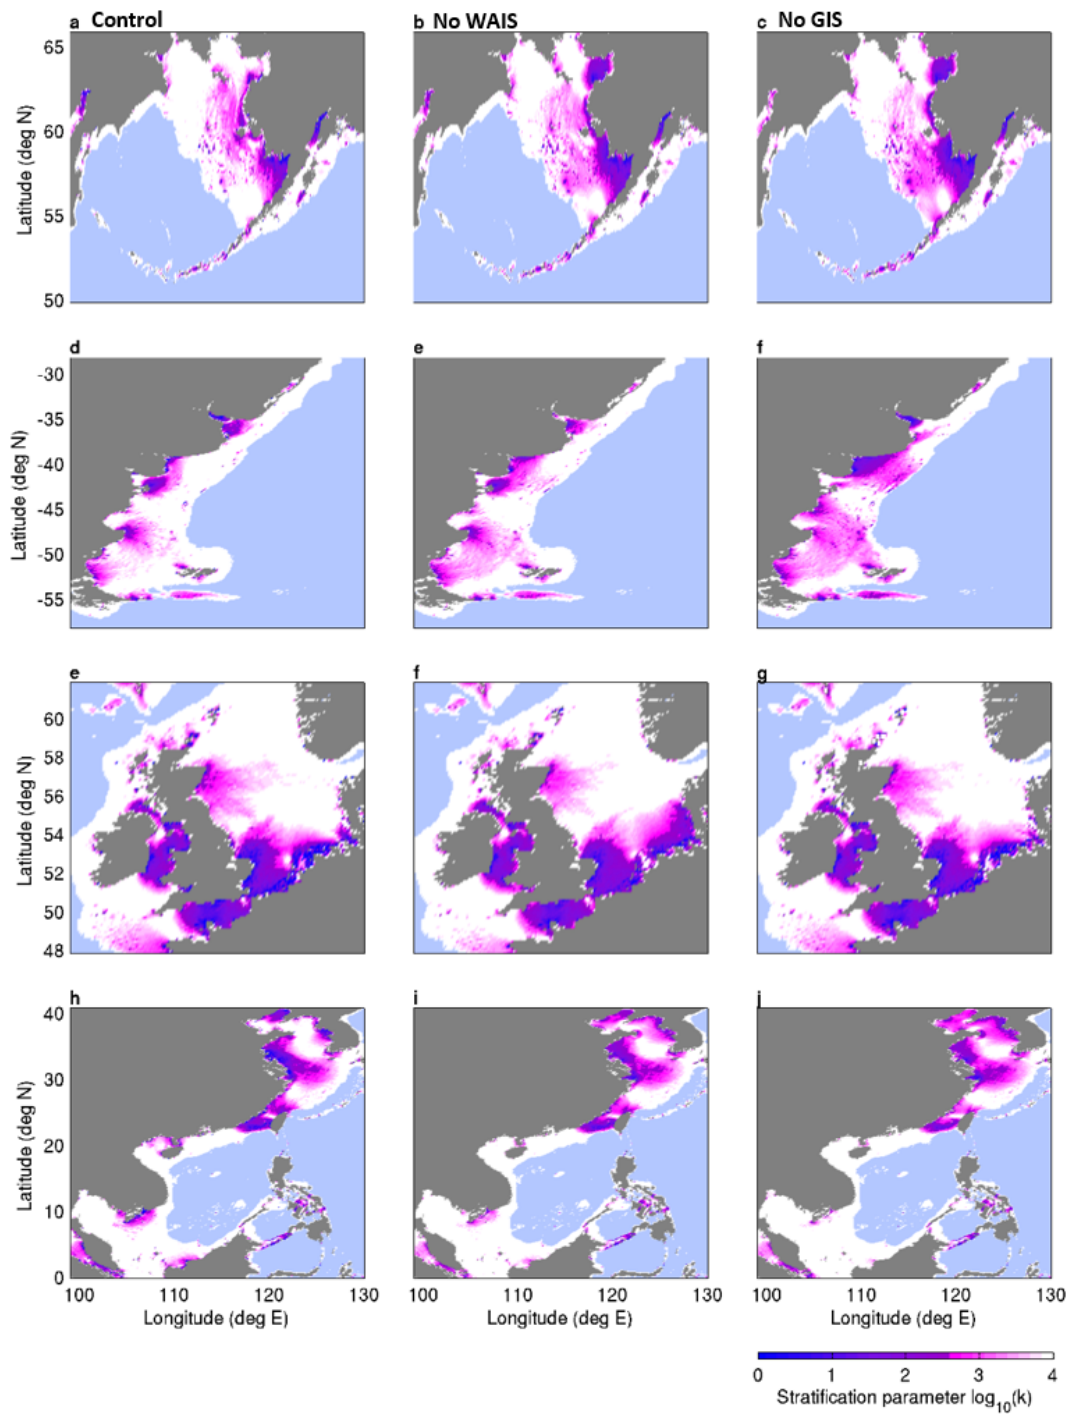 a Control
b No WAIS
c No GIS
65
60
55
50
Latitude (deg N)
d
e
f
-30
-35
-40
-45
-50
-55
Latitude (deg N)
e
f
g
60
58
56
54
52
50
48
Latitude (deg N)
h
i
j
40
30
20
10
0
Latitude (deg N)
100 110 120 130
100 110 120 130
100 110 120 130
Longitude (deg E)
Longitude (deg E)
Longitude (deg E)
0 1 2 3 4
Stratification parameter log10(k)